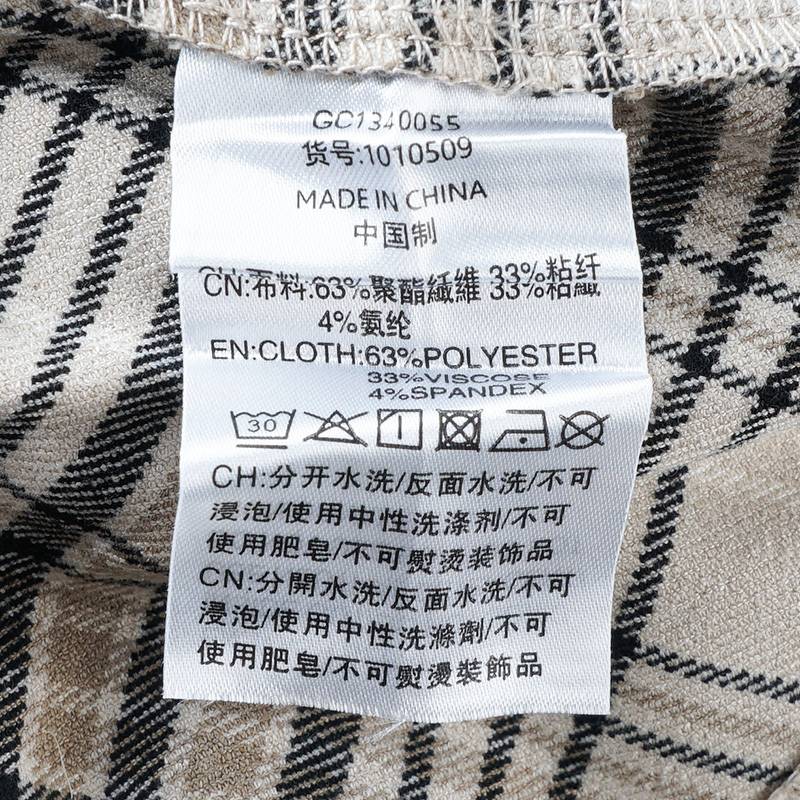 GC1340055
货号:1010509
MADE IN CHINA
中国制
CN:布料:63%聚酯纖維 33%粘纖
4%氨纶
EN:CLOTH:63%POLYESTER
33%VISCOSE
4%SPANDEX
30
CH:分开水洗/反面水洗/不可
浸泡/使用中性洗涤剂/不可
使用肥皂/不可熨烫装饰品
CN:分開水洗/反面水洗/不可
浸泡/使用中性洗滌劑/不可
使用肥皂/不可熨燙裝飾品